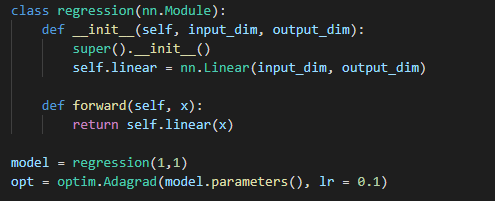 class regression(nn.Module):
    def __init__(self, input_dim, output_dim):
        super().__init__()
        self.linear = nn.Linear(input_dim, output_dim)

    def forward(self, x):
        return self.linear(x)

model = regression(1,1)
opt = optim.Adagrad(model.parameters(), lr = 0.1)